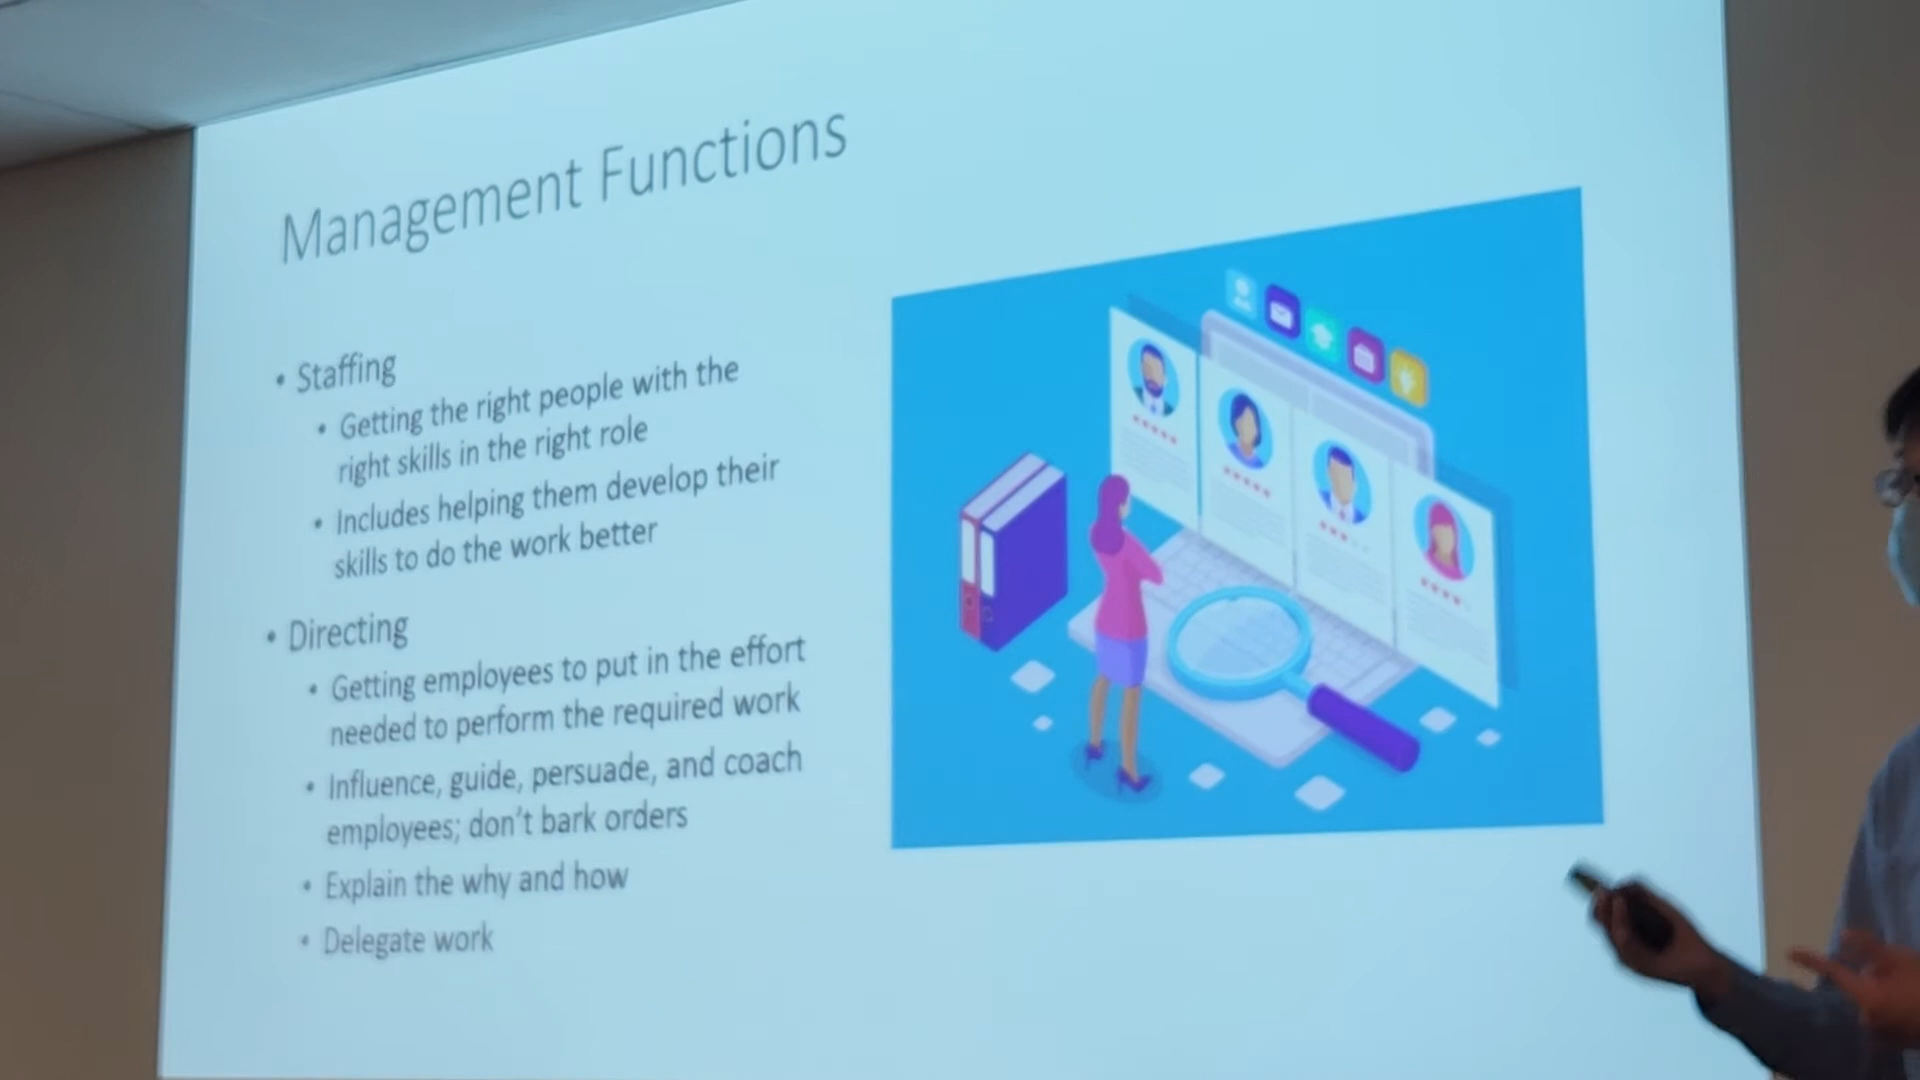 Management Functions
• Staffing
• Getting the right people with the
right skills in the right role
• Includes helping them develop their
skills to do the work better
• Directing
• Getting employees to put in the effort
needed to perform the required work
• Influence, guide, persuade, and coach
employees; don't bark orders
• Explain the why and how
• Delegate work